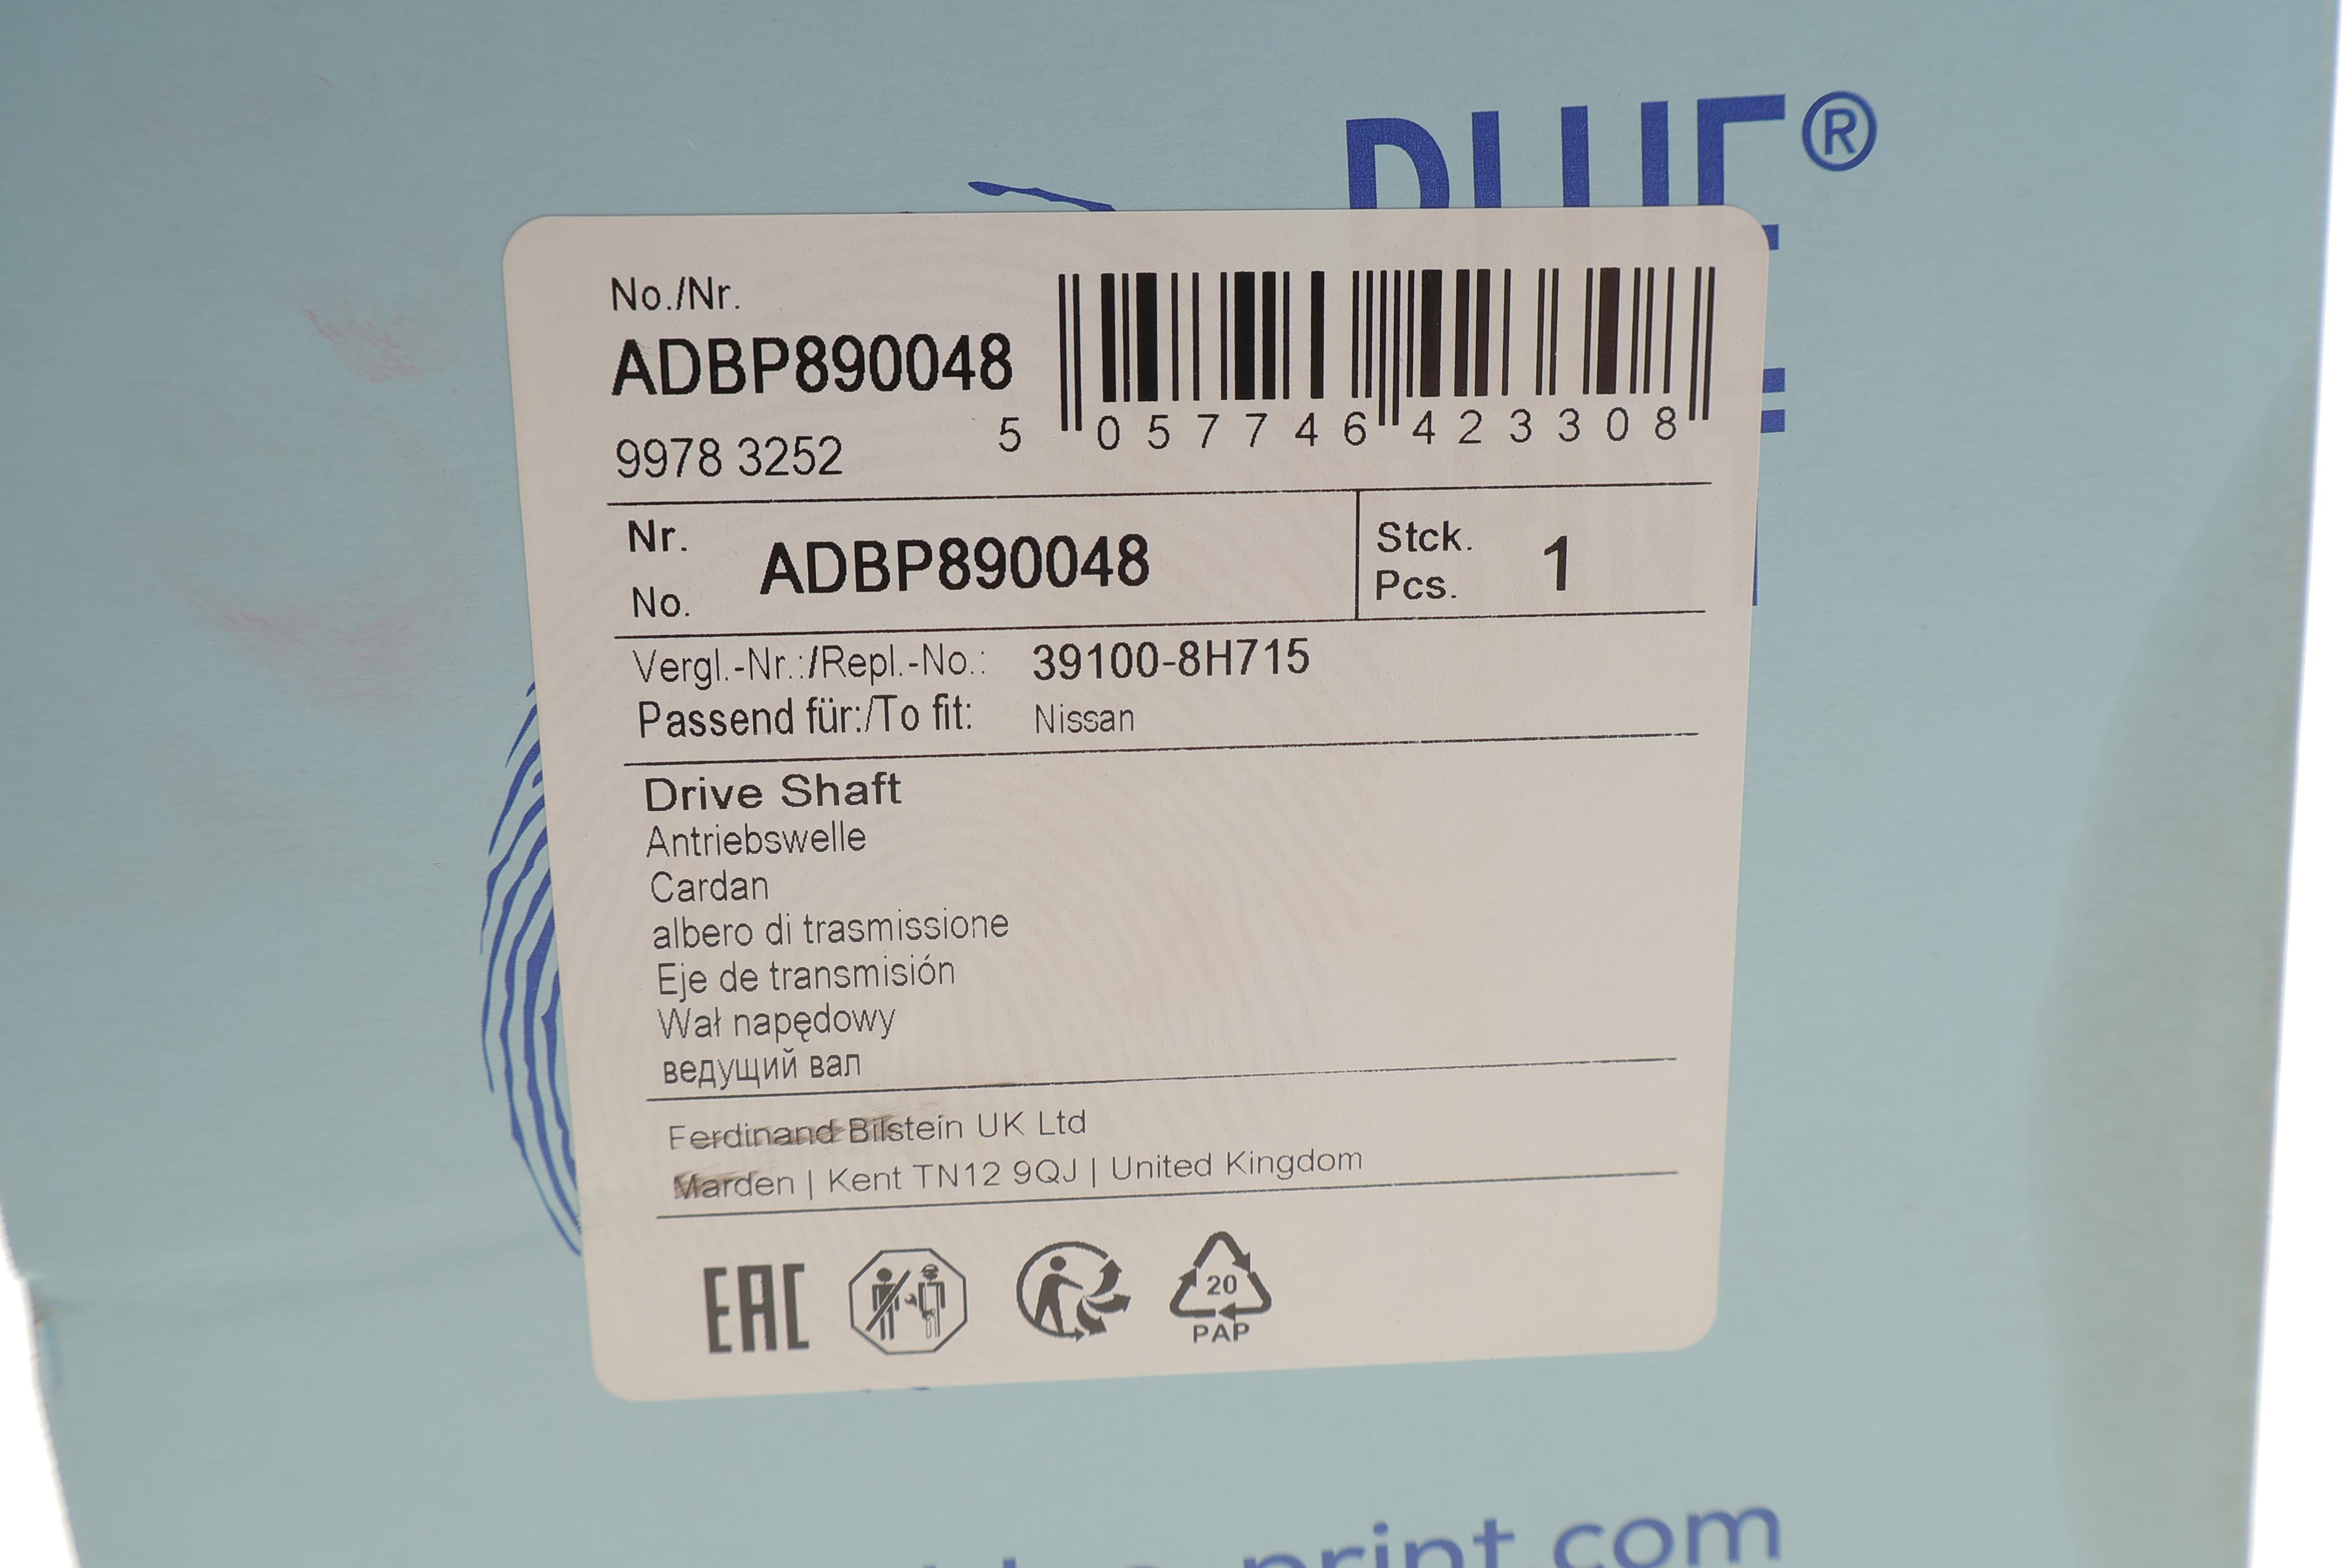 BLUE®
No./Nr.
ADBP890048
9978 3252
5 057746 423308
Nr.
No.
ADBP890048
Stck.
Pcs.
1
Vergl.-Nr.:/Repl.-No.: 39100-8H715
Passend für:/To fit: Nissan
Drive Shaft
Antriebswelle
Cardan
albero di trasmissione
Eje de transmisión
Wał napędowy
ведущий вал
Ferdinand Bilstein UK Ltd
Marden | Kent TN12 9QJ | United Kingdom
EAC
20
PAP
print.com